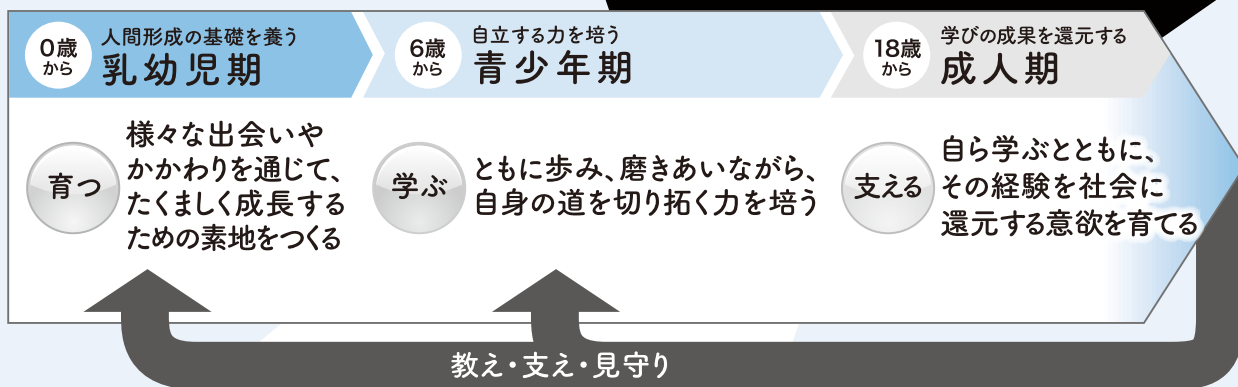 0歳
から
人間形成の基礎を養う
乳幼児期
6歳
から
自立する力を培う
青少年期
18歳
から
学びの成果を還元する
成人期
育つ
様々な出会いや
かかわりを通じて、
たくましく成長する
ための素地をつくる
学ぶ
ともに歩み、磨きあいながら、
自身の道を切り拓く力を培う
支える
自ら学ぶとともに、
その経験を社会に
還元する意欲を育てる
教え・支え・見守り